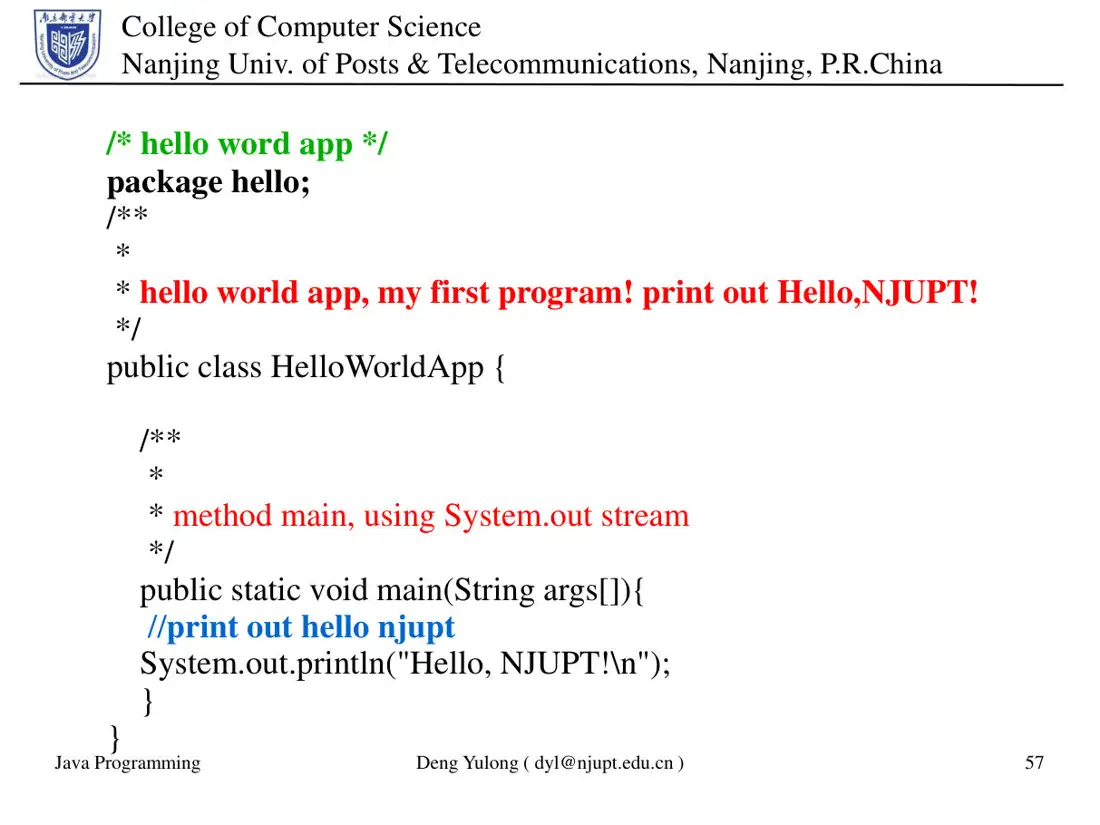 College of Computer Science
Nanjing Univ. of Posts & Telecommunications, Nanjing, P.R.China
/* hello word app */
package hello;
/**
 *
 * hello world app, my first program! print out Hello,NJUPT!
 */
public class HelloWorldApp {
    /**
     *
     * method main, using System.out stream
     */
    public static void main(String args[]){
     //print out hello njupt
    System.out.println("Hello, NJUPT!\n");
    }
}
Java Programming
Deng Yulong ( dyl@njupt.edu.cn )
57